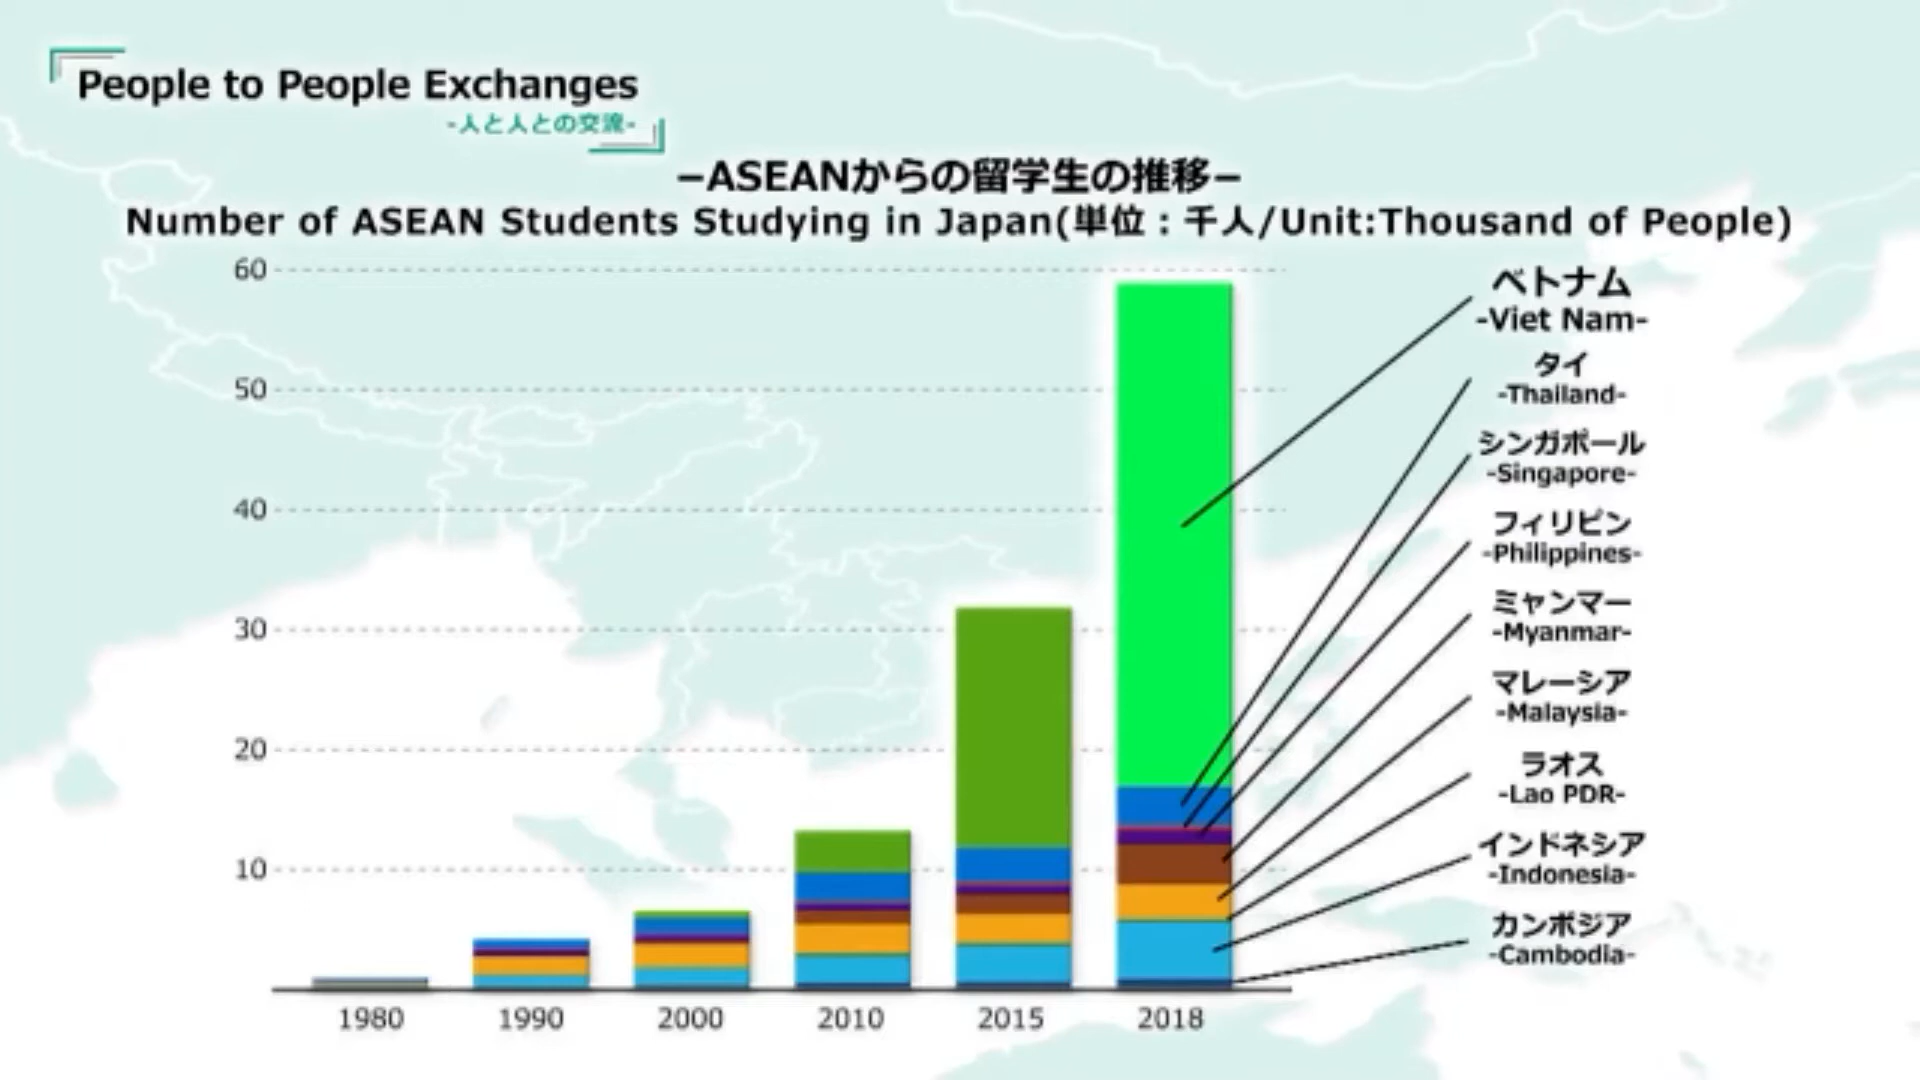 People to People Exchanges
-人と人との交流-
−ASEANからの留学生の推移−
Number of ASEAN Students Studying in Japan(単位：千人/Unit:Thousand of People)
60
50
40
30
20
10
1980
1990
2000
2010
2015
2018
ベトナム
-Viet Nam-
タイ
-Thailand-
シンガポール
-Singapore-
フィリピン
-Philippines-
ミャンマー
-Myanmar-
マレーシア
-Malaysia-
ラオス
-Lao PDR-
インドネシア
-Indonesia-
カンボジア
-Cambodia-